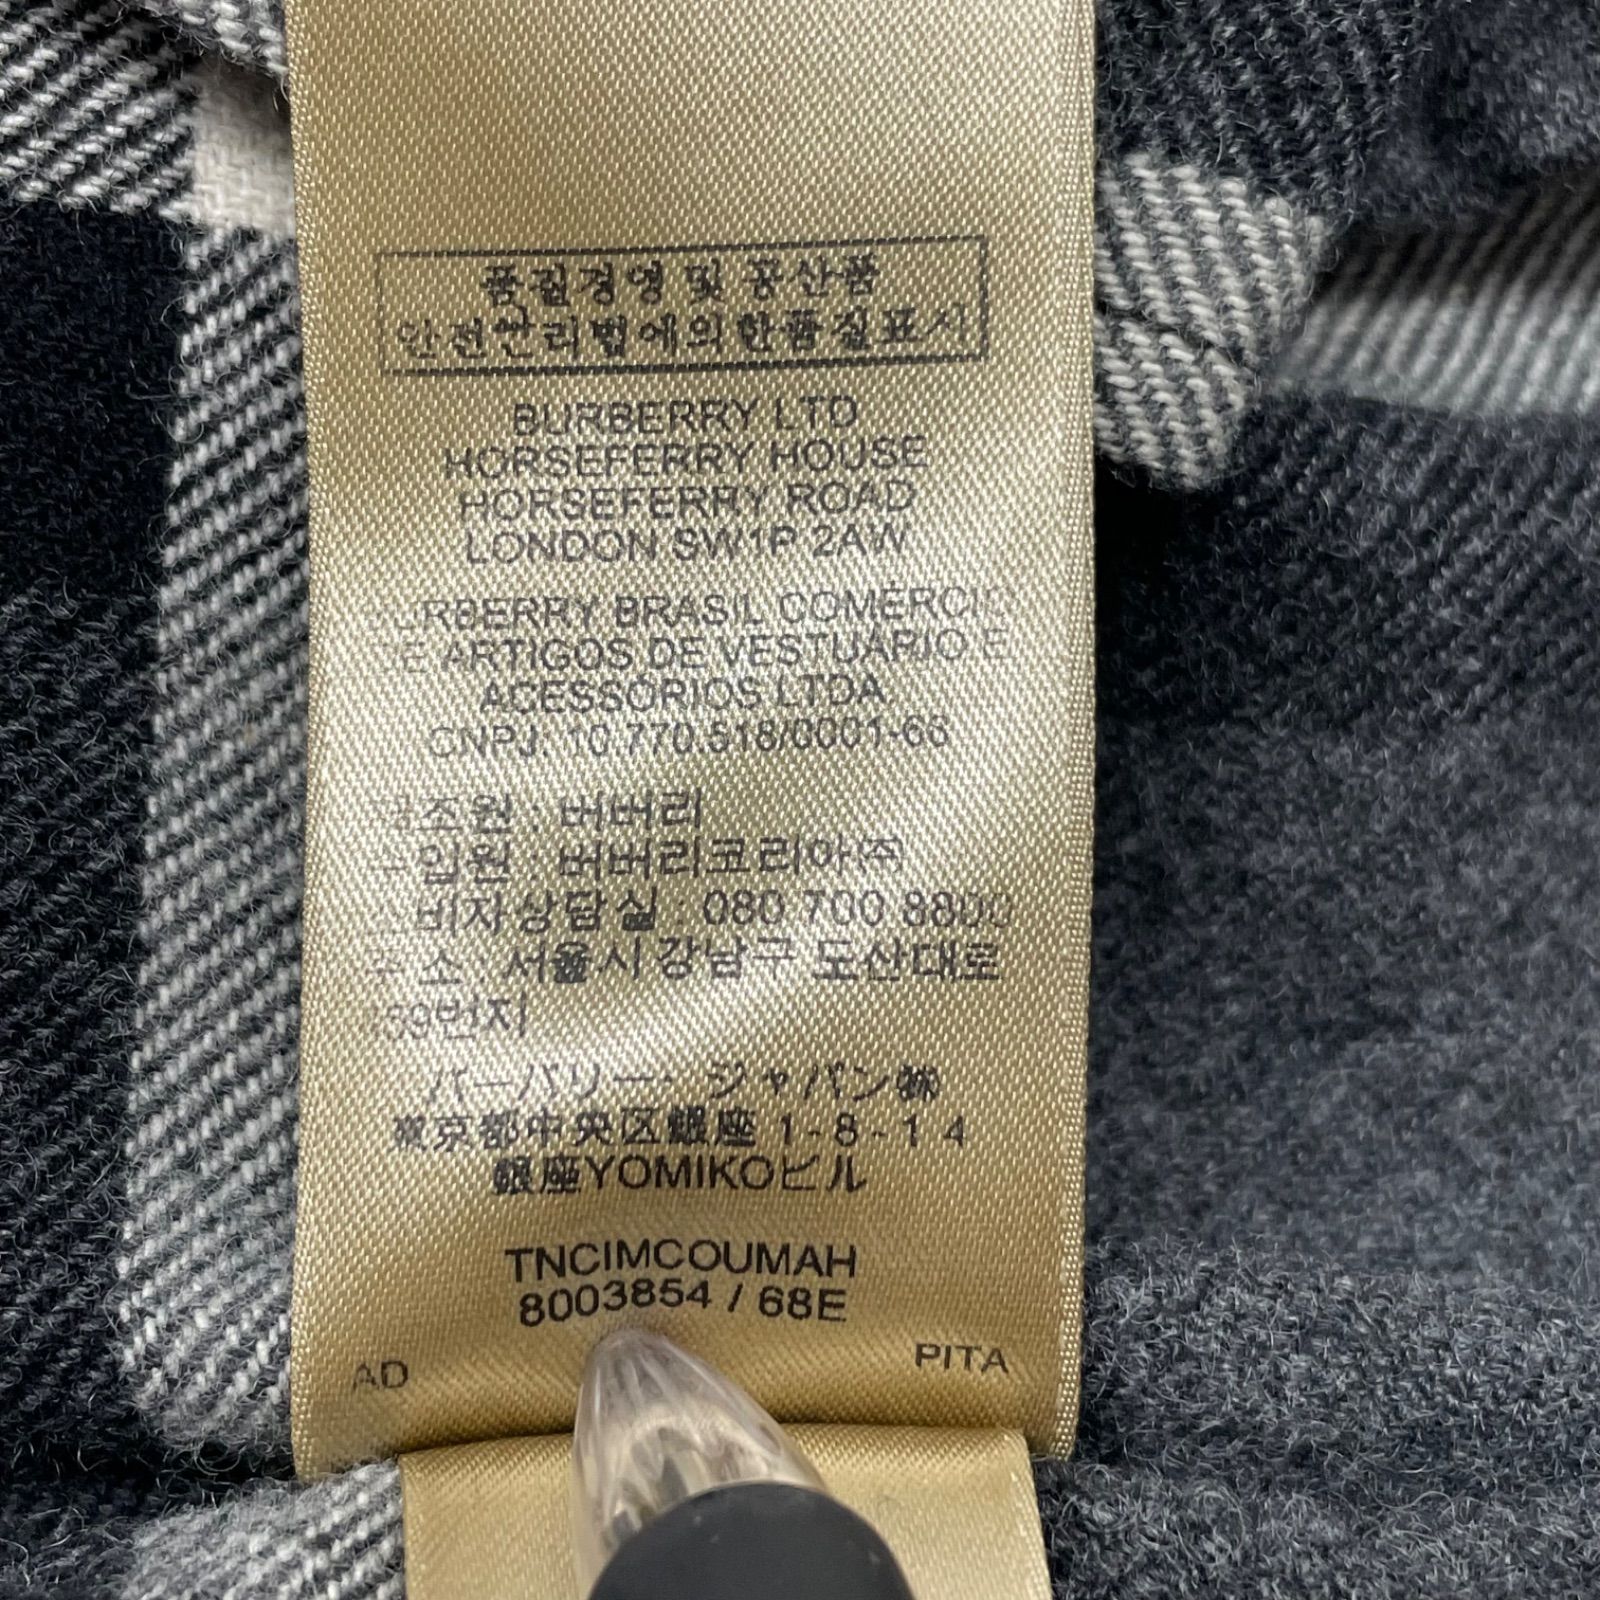 품질경영 및 공산품
안전관리법에의한품질표시
BURBERRY LTD
HORSEFERRY HOUSE
HORSEFERRY ROAD
LONDON SW1P 2AW
BURBERRY BRASIL COMÉRCIO
DE ARTIGOS DE VESTUÁRIO E
ACESSÓRIOS LTDA
CNPJ: 10.770.518/0001-66
제조원 : 버버리
수입원 : 버버리코리아(주)
소비자상담실 : 080 700 8800
주소 : 서울시강남구 도산대로
バーバリー・ジャパン㈱
東京都中央区銀座 1-8-14
銀座YOMIKOビル
TNCIMCOUMAH
8003854 / 68E
AD
PITA